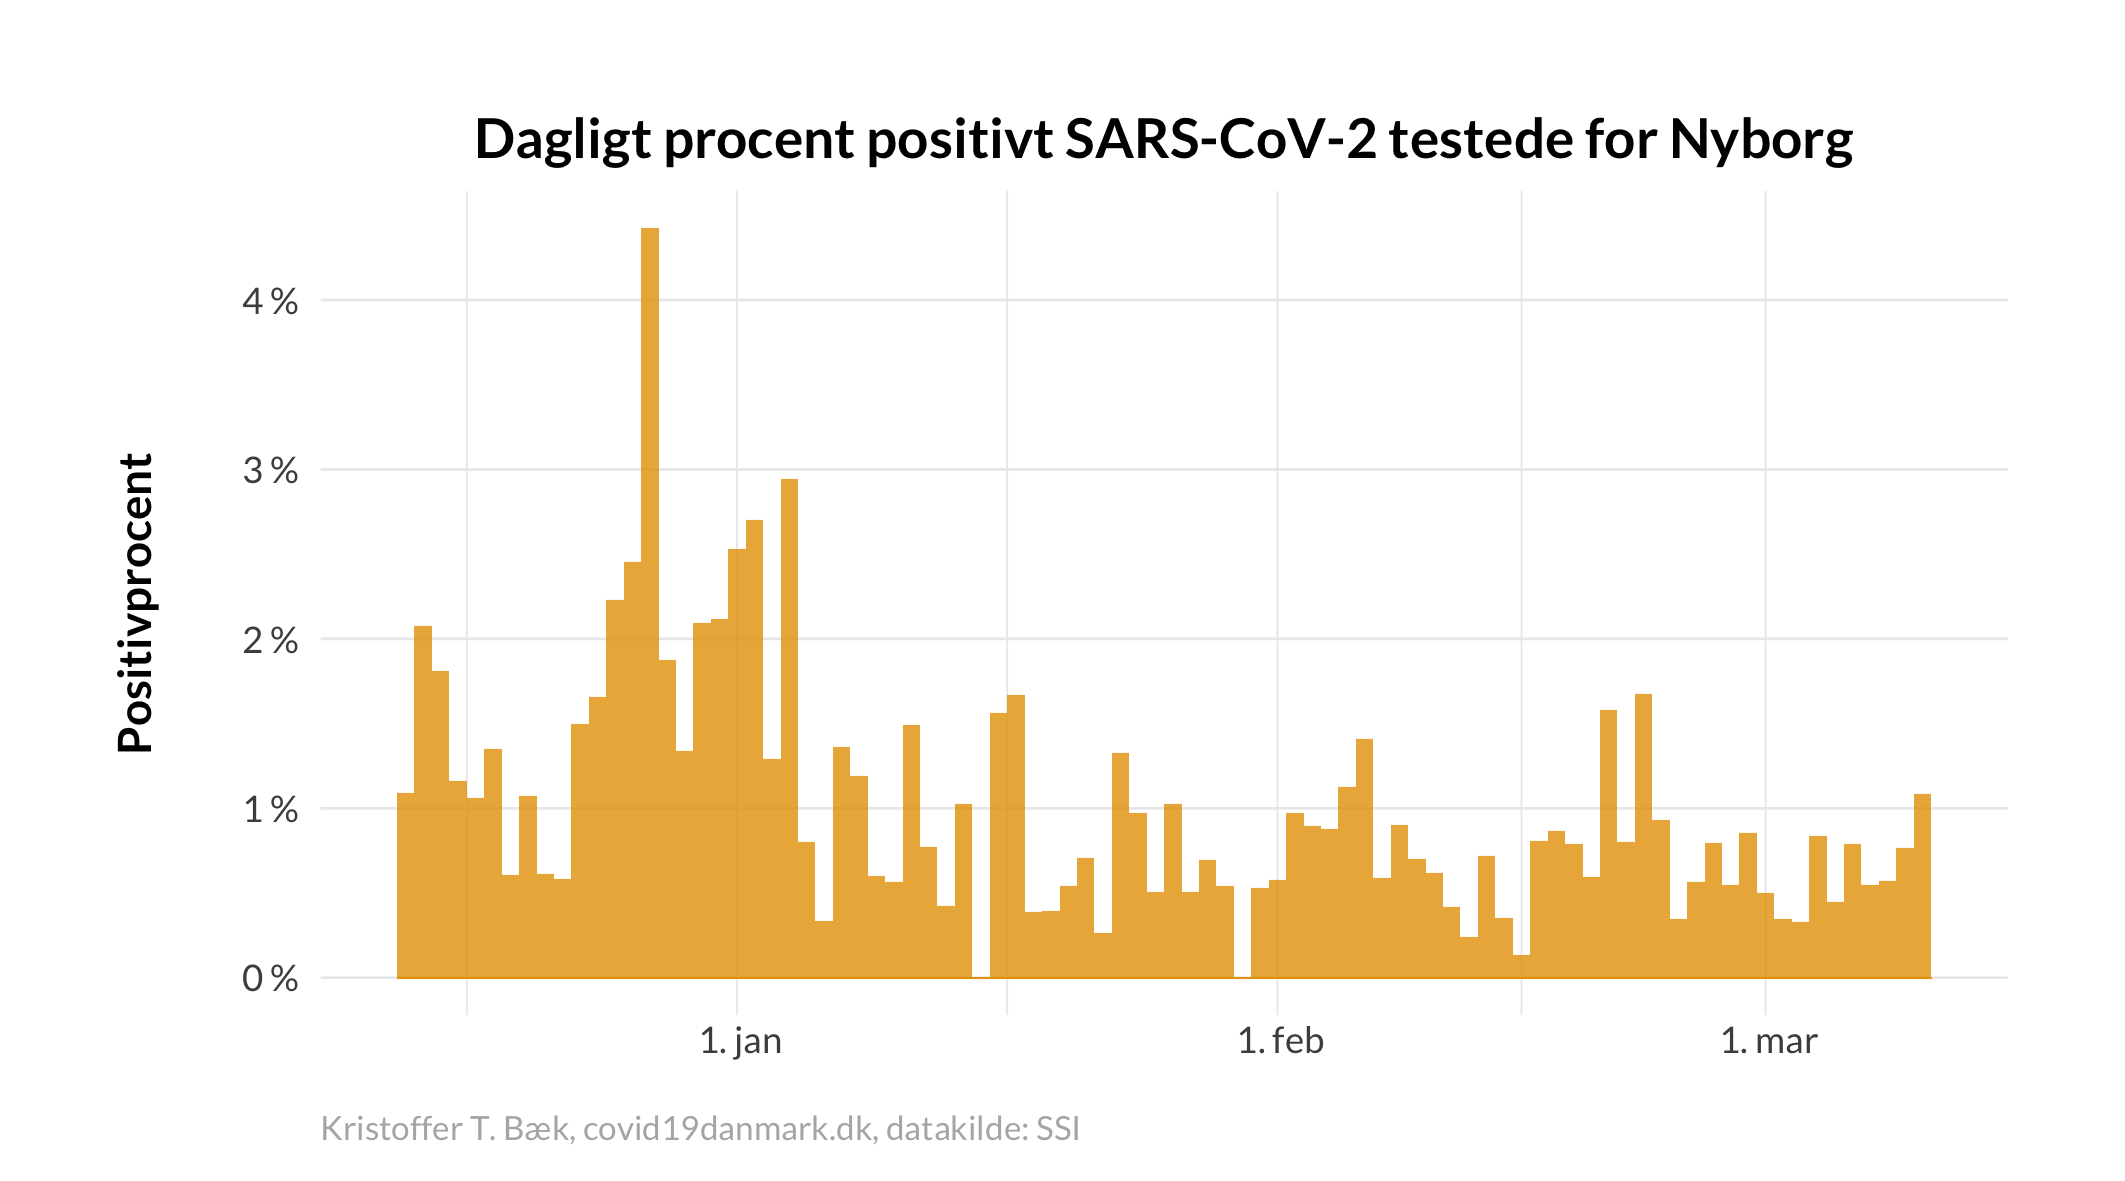 Dagligt procent positivt SARS-CoV-2 testede for Nyborg
Positivprocent
4 %
3 %
2 %
1 %
0 %
1. jan
1. feb
1. mar
Kristoffer T. Bæk, covid19danmark.dk, datakilde: SSI